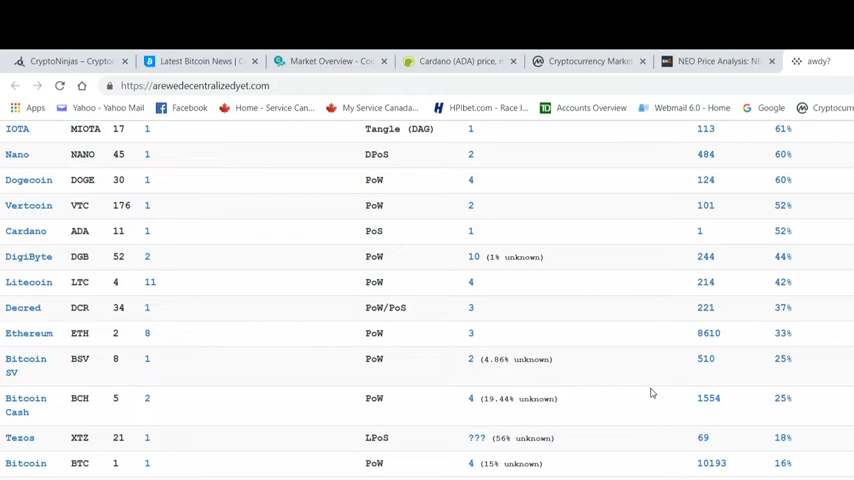 CryptoNinjas – Crypto
Latest Bitcoin News | Co
Market Overview - Coi
Cardano (ADA) price, n
Cryptocurrency Market
NEO Price Analysis: NE
awdy?
https://arewedecentralizedyet.com
Apps Yahoo - Yahoo Mail Facebook Home - Service Can... My Service Canada... HPIbet.com - Race I... TD Accounts Overview Webmail 6.0 - Home Google Cryptocurre
IOTA MIOTA 17 1 Tangle (DAG) 1 113 61%
Nano NANO 45 1 DPoS 2 484 60%
Dogecoin DOGE 30 1 PoW 4 124 60%
Vertcoin VTC 176 1 PoW 2 101 52%
Cardano ADA 11 1 PoS 1 1 52%
DigiByte DGB 52 2 PoW 10 (1% unknown) 244 44%
Litecoin LTC 4 11 PoW 4 214 42%
Decred DCR 34 1 PoW/PoS 3 221 37%
Ethereum ETH 2 8 PoW 3 8610 33%
Bitcoin SV BSV 8 1 PoW 2 (4.86% unknown) 510 25%
Bitcoin Cash BCH 5 2 PoW 4 (19.44% unknown) 1554 25%
Tezos XTZ 21 1 LPoS ??? (56% unknown) 69 18%
Bitcoin BTC 1 1 PoW 4 (15% unknown) 10193 16%